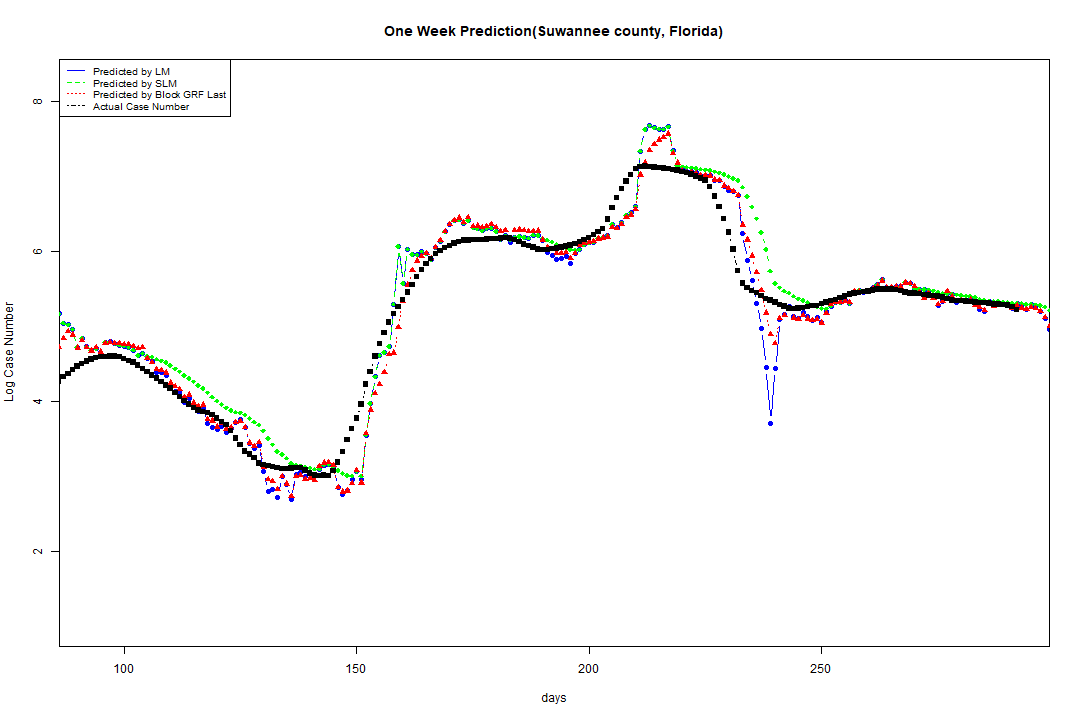 One Week Prediction(Suwannee county, Florida)
Predicted by LM
Predicted by SLM
Predicted by Block GRF Last
Actual Case Number
8
6
4
2
Log Case Number
100 150 200 250
days